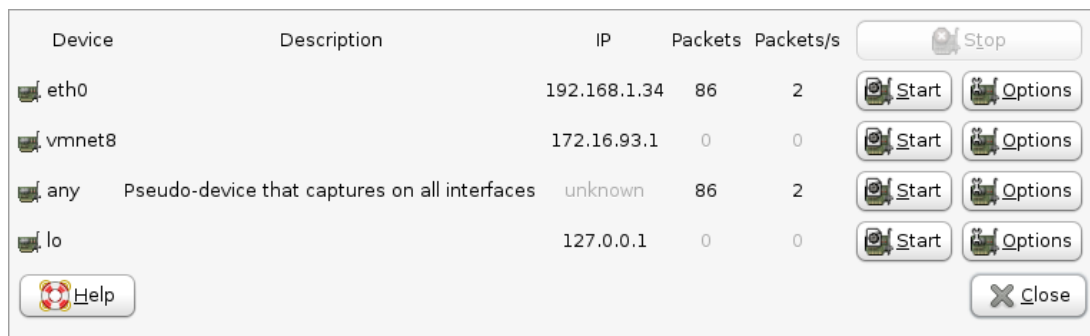 Device Description IP Packets Packets/s Stop
eth0 192.168.1.34 86 2 Start Options
vmnet8 172.16.93.1 0 0 Start Options
any Pseudo-device that captures on all interfaces unknown 86 2 Start Options
lo 127.0.0.1 0 0 Start Options
Help Close